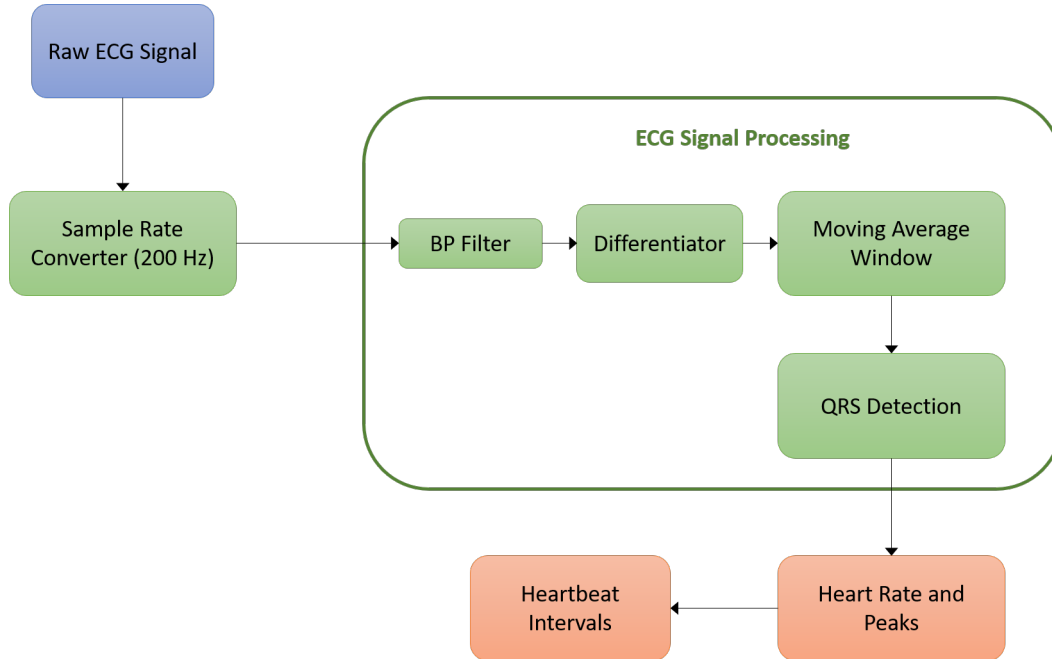 Raw ECG Signal
ECG Signal Processing
Sample Rate
Converter (200 Hz)
BP Filter
Differentiator
Moving Average
Window
QRS Detection
Heart Rate and
Peaks
Heartbeat
Intervals